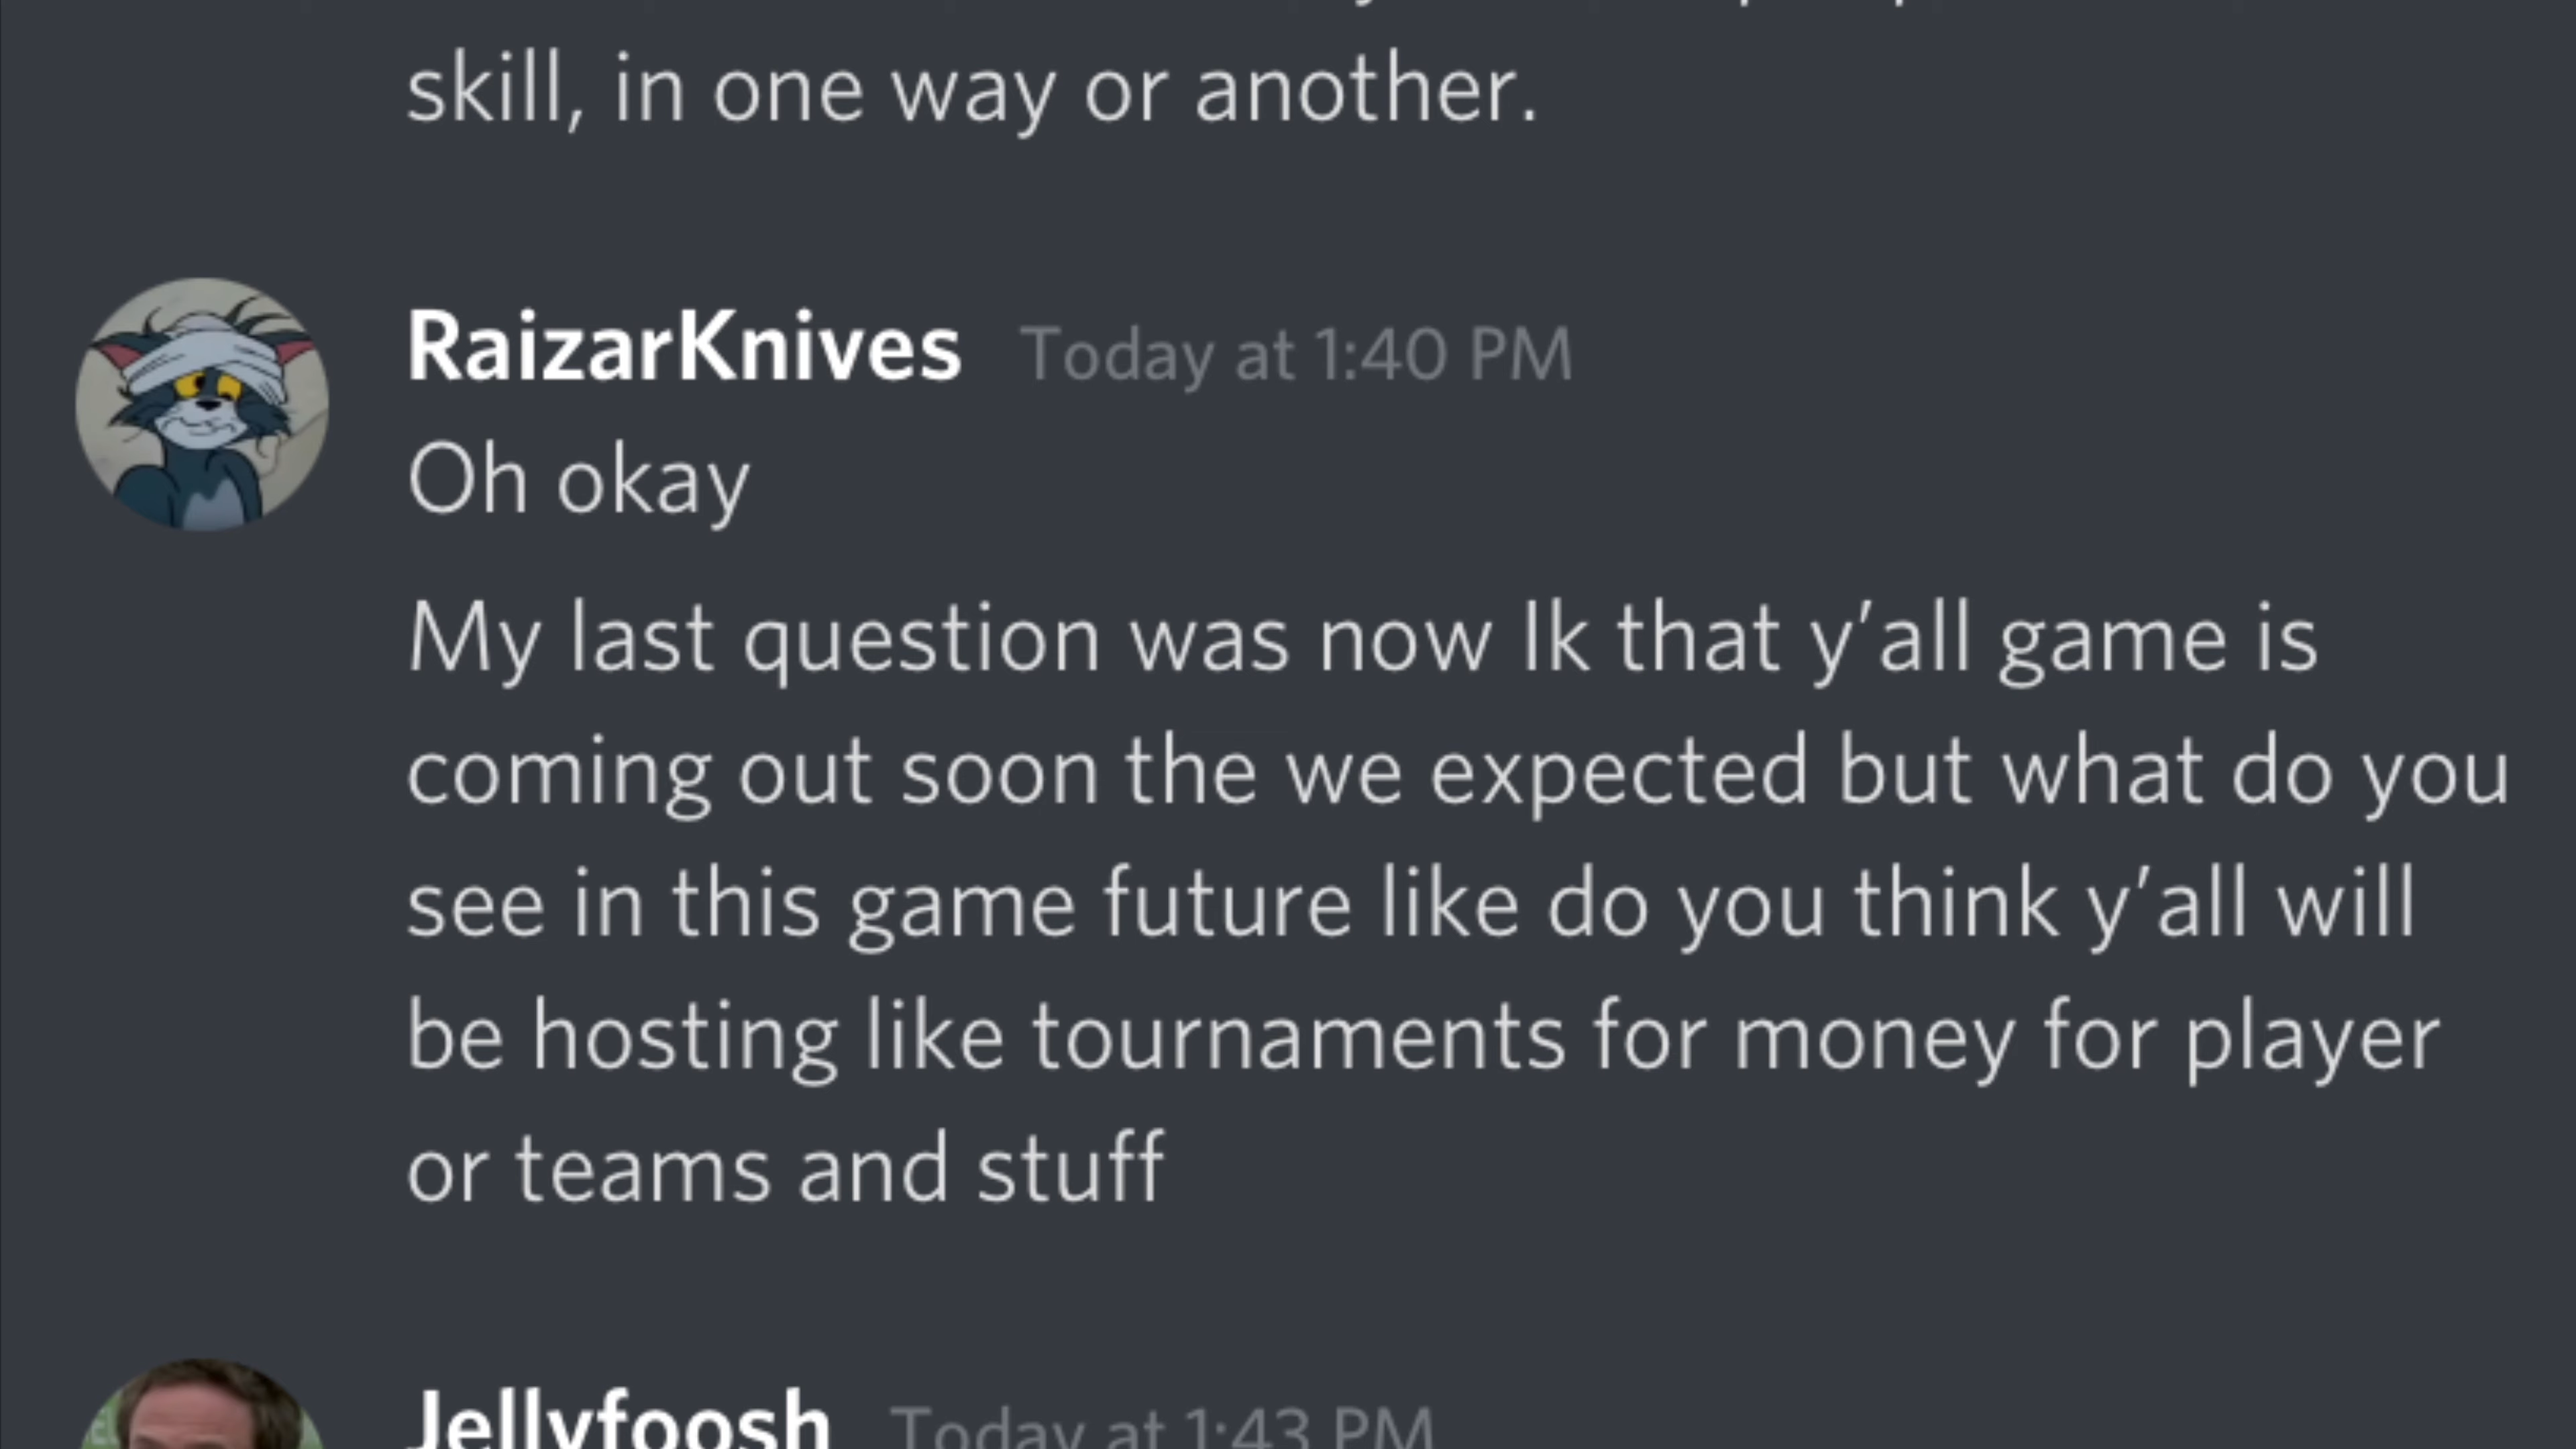 skill, in one way or another.
RaizarKnives Today at 1:40 PM
Oh okay
My last question was now Ik that y'all game is
coming out soon the we expected but what do you
see in this game future like do you think y'all will
be hosting like tournaments for money for player
or teams and stuff
Jellyfoosh Today at 1:43 PM